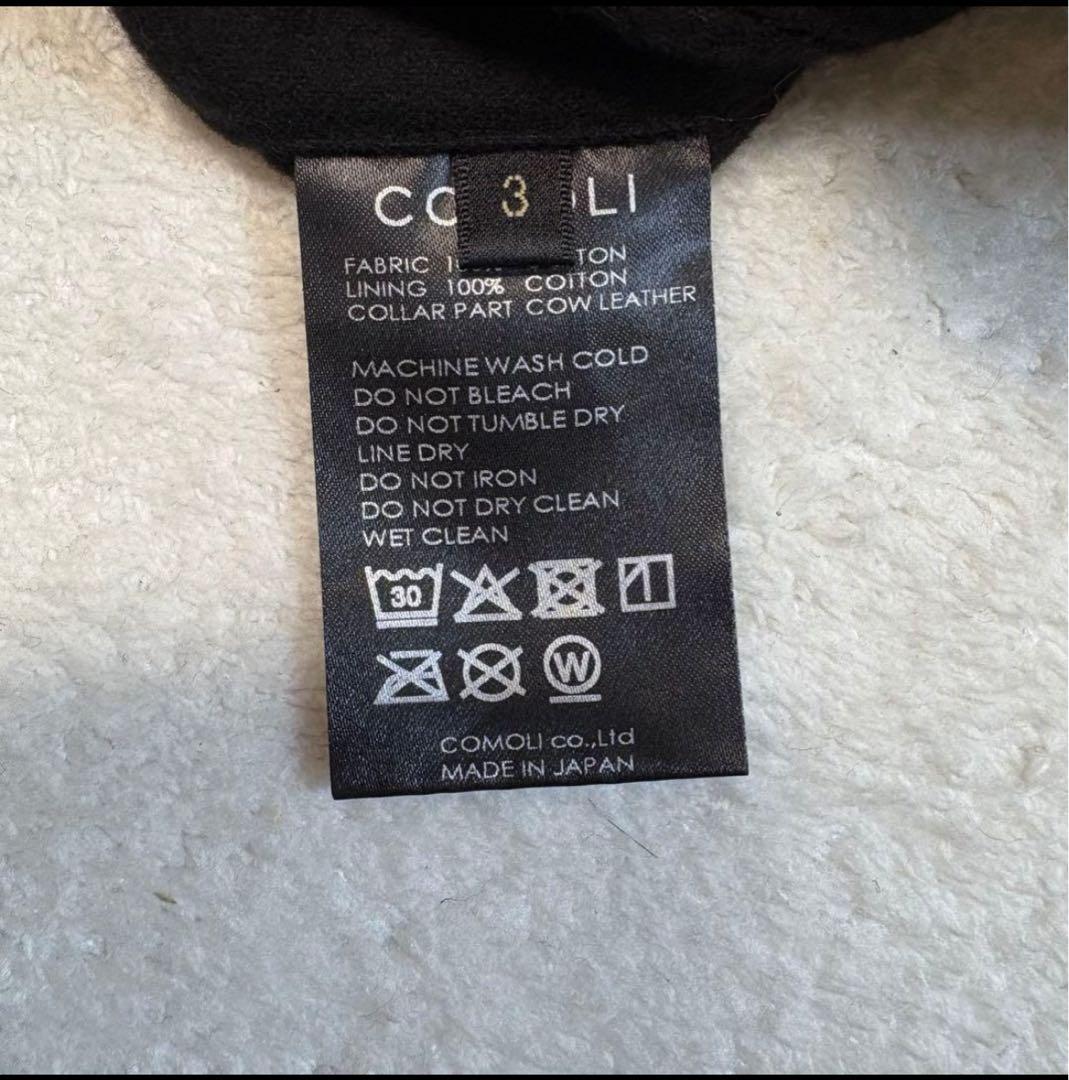 3
LI
FABRIC
LINING 100% COTTON
COLLAR PART COW LEATHER
MACHINE WASH COLD
DO NOT BLEACH
DO NOT TUMBLE DRY
LINE DRY
DO NOT IRON
DO NOT DRY CLEAN
WET CLEAN
30
W
COMOLI co.,Ltd
MADE IN JAPAN